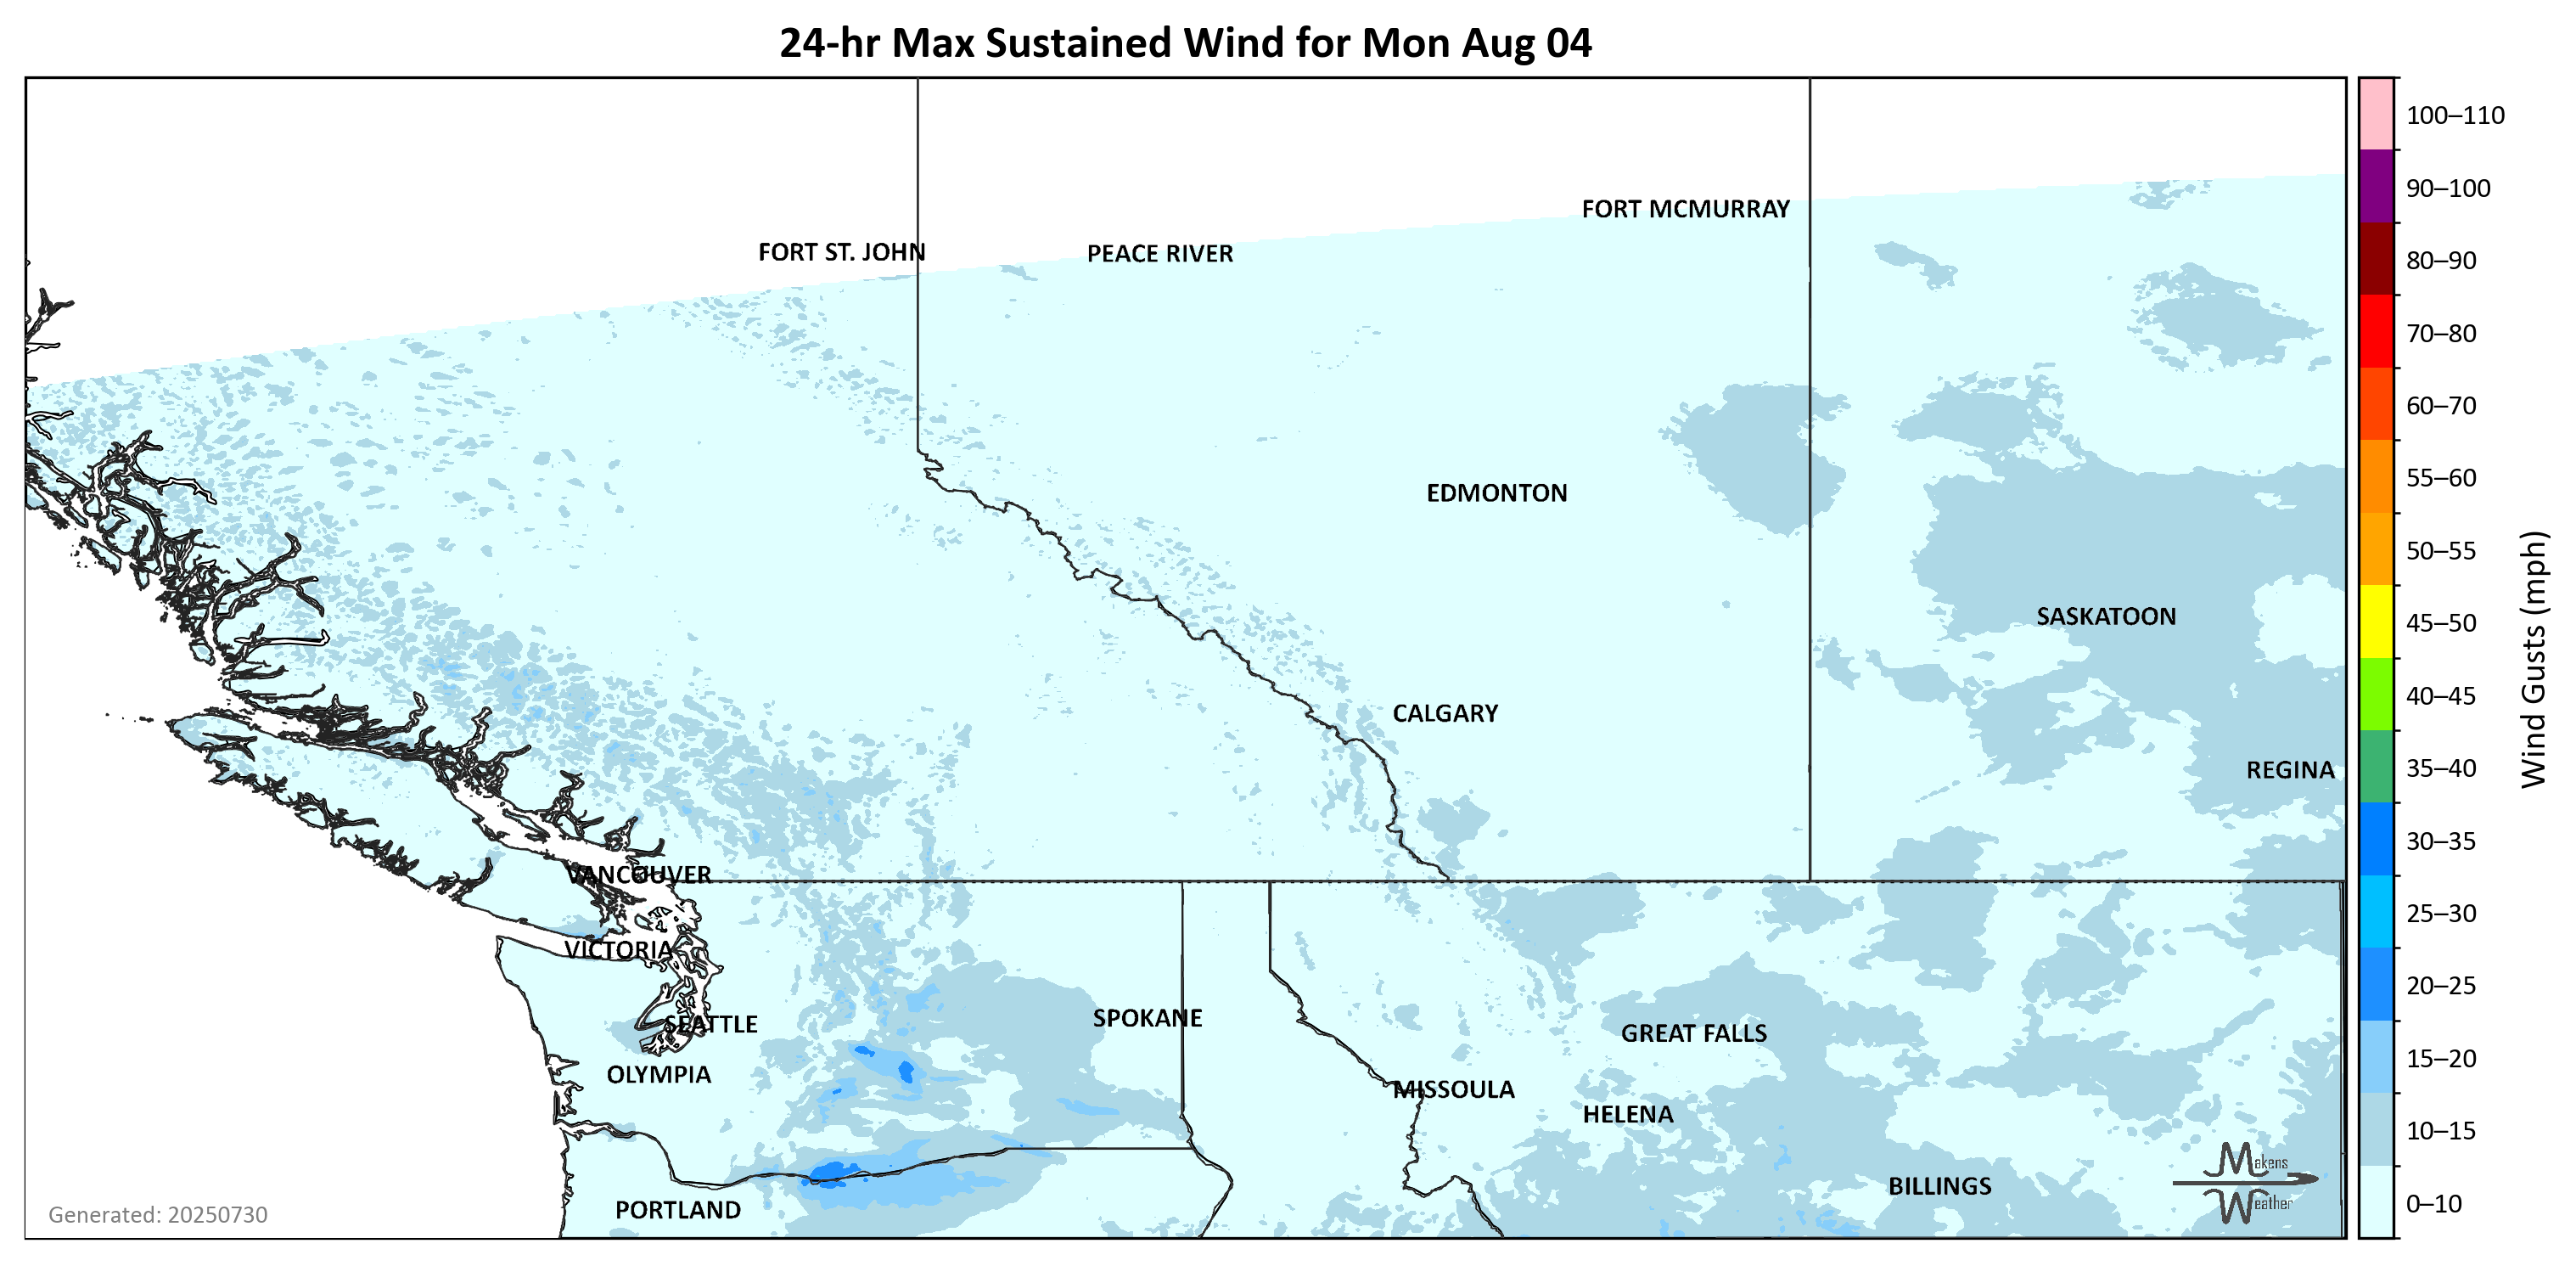 24-hr Max Sustained Wind for Mon Aug 04
100–110
90–100
80–90
70–80
60–70
55–60
50–55
45–50
40–45
35–40
30–35
25–30
20–25
15–20
10–15
0–10
Wind Gusts (mph)
FORT MCMURRAY
FORT ST. JOHN
PEACE RIVER
EDMONTON
SASKATOON
CALGARY
REGINA
VANCOUVER
VICTORIA
SEATTLE
SPOKANE
GREAT FALLS
OLYMPIA
MISSOULA
HELENA
BILLINGS
PORTLAND
Makens
Weather
Generated: 20250730